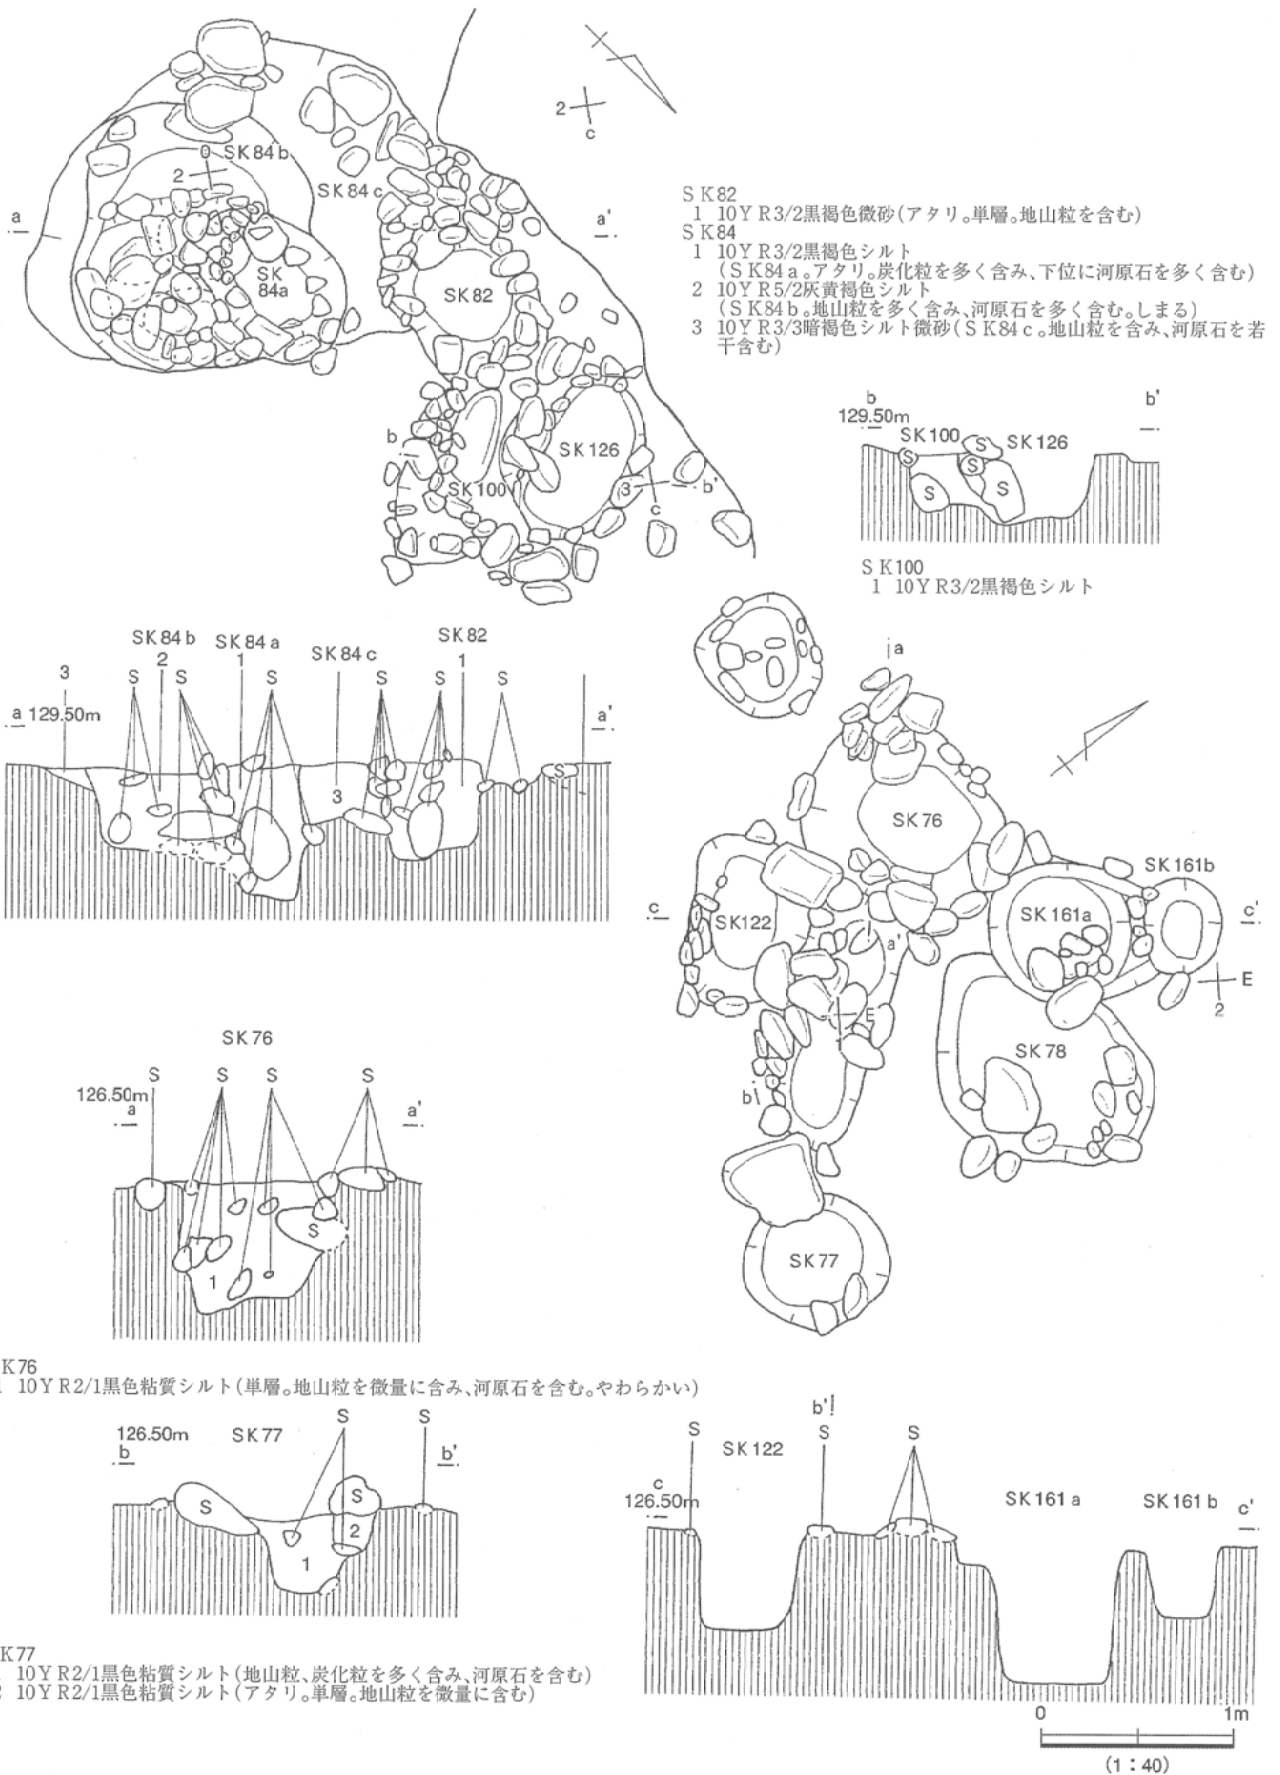 2
c
0 SK84b
2
SK84c
a
a'
SK
84a
SK82
SK82
1 10YR3/2黒褐色微砂(アタリ。単層。地山粒を含む)
SK84
1 10YR3/2黒褐色シルト
(SK84a。アタリ。炭化粒を多く含み、下位に河原石を多く含む)
2 10YR5/2灰黄褐色シルト
(SK84b。地山粒を多く含み、河原石を多く含む。しまる)
3 10YR3/3暗褐色シルト微砂(SK84c。地山粒を含み、河原石を若
干含む)
b
SK126
SK100
3
b'
c
b
b'
129.50m
SK100
SK126
S
S
S
S
S
SK100
1 10YR3/2黒褐色シルト
SK84b
SK84a
SK84c
SK82
3
2
1
1
S
S
S
S
S
S
a 129.50m
a'
S
3
a
SK76
SK161b
c
SK122
SK161a
c'
a'
E
2
E
1
SK78
b
SK77
SK76
S
S
S
S
126.50m
a
a'
S
1
K76
1 10YR2/1黒色粘質シルト(単層。地山粒を微量に含み、河原石を含む。やわらかい)
126.50m
SK77
S
S
b
b'
S
S
2
1
K77
10YR2/1黒色粘質シルト(地山粒、炭化粒を多く含み、河原石を含む)
2 10YR2/1黒色粘質シルト(アタリ。単層。地山粒を微量に含む)
b'
S
SK122
S
S
c
126.50m
SK161a
SK161b
c'
0
1m
(1:40)